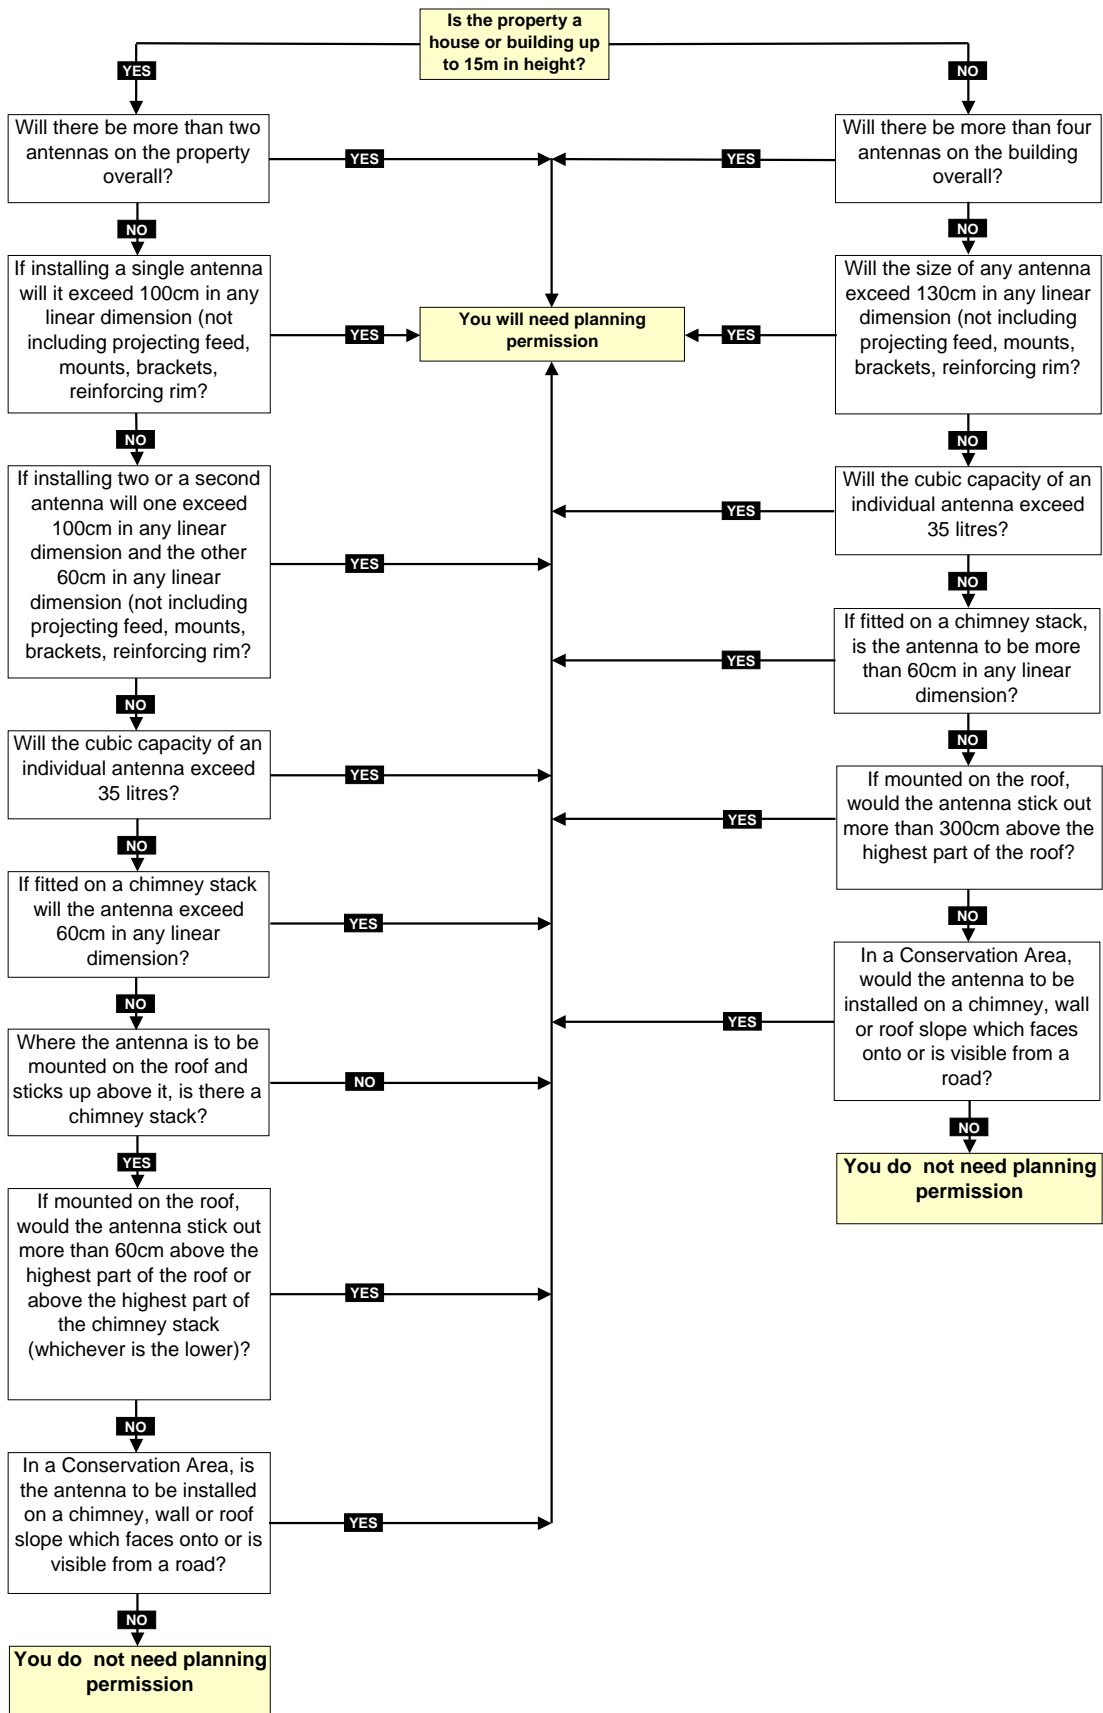 Is the property a
house or building up
to 15m in height?
YES
NO
Will there be more than two
antennas on the property
overall?
YES
YES
Will there be more than four
antennas on the building
overall?
NO
NO
If installing a single antenna
will it exceed 100cm in any
linear dimension (not
including projecting feed,
mounts, brackets,
reinforcing rim?
YES
You will need planning
permission
YES
Will the size of any antenna
exceed 130cm in any linear
dimension (not including
projecting feed, mounts,
brackets, reinforcing rim?
NO
NO
If installing two or a second
antenna will one exceed
100cm in any linear
dimension and the other
60cm in any linear
dimension (not including
projecting feed, mounts,
brackets, reinforcing rim?
YES
YES
Will the cubic capacity of an
individual antenna exceed
35 litres?
NO
If fitted on a chimney stack,
is the antenna to be more
than 60cm in any linear
dimension?
YES
NO
NO
Will the cubic capacity of an
individual antenna exceed
35 litres?
YES
If mounted on the roof,
would the antenna stick out
more than 300cm above the
highest part of the roof?
YES
NO
NO
If fitted on a chimney stack
will the antenna exceed
60cm in any linear
dimension?
YES
In a Conservation Area,
would the antenna to be
installed on a chimney, wall
or roof slope which faces
onto or is visible from a
road?
YES
NO
Where the antenna is to be
mounted on the roof and
sticks up above it, is there a
chimney stack?
NO
NO
You do not need planning
permission
YES
If mounted on the roof,
would the antenna stick out
more than 60cm above the
highest part of the roof or
above the highest part of
the chimney stack
(whichever is the lower)?
YES
NO
In a Conservation Area, is
the antenna to be installed
on a chimney, wall or roof
slope which faces onto or is
visible from a road?
YES
NO
You do not need planning
permission